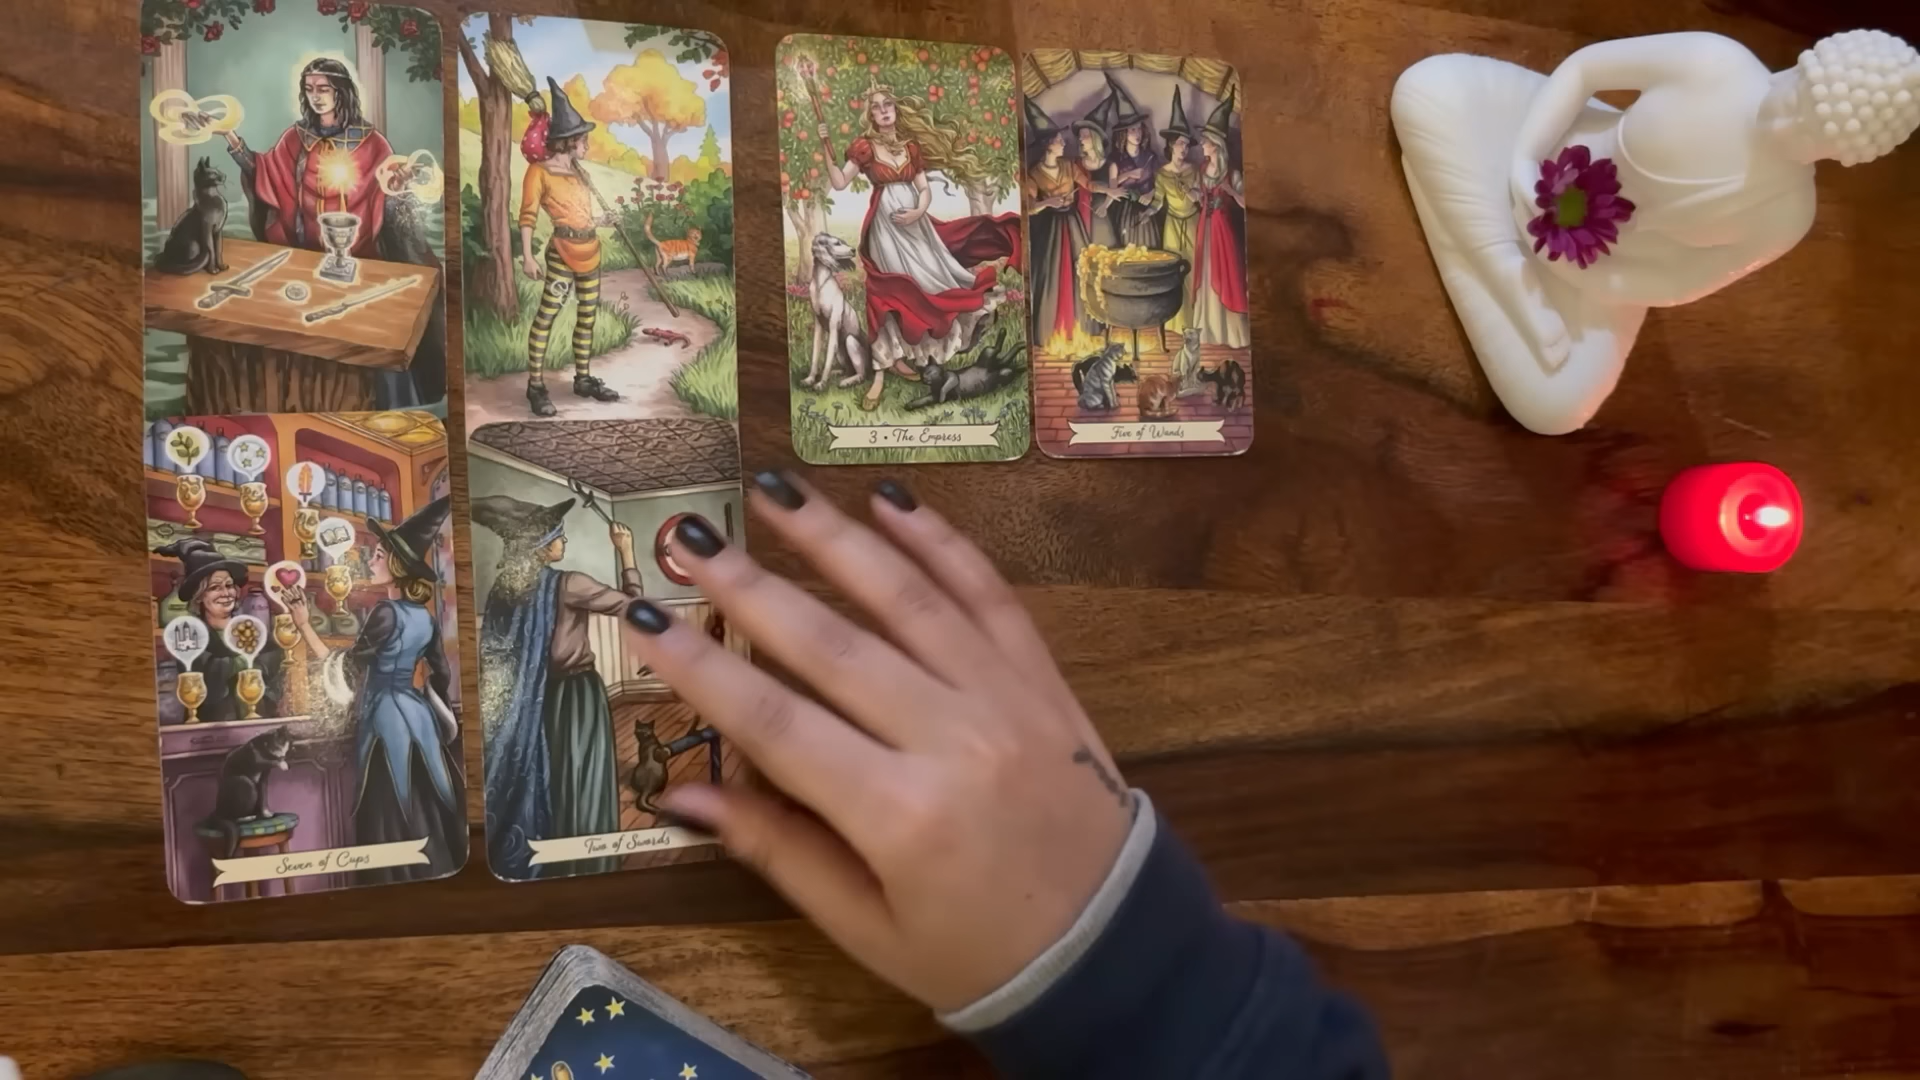 3 • The Empress
Five of Wands
Seven of Cups
Two of Swords